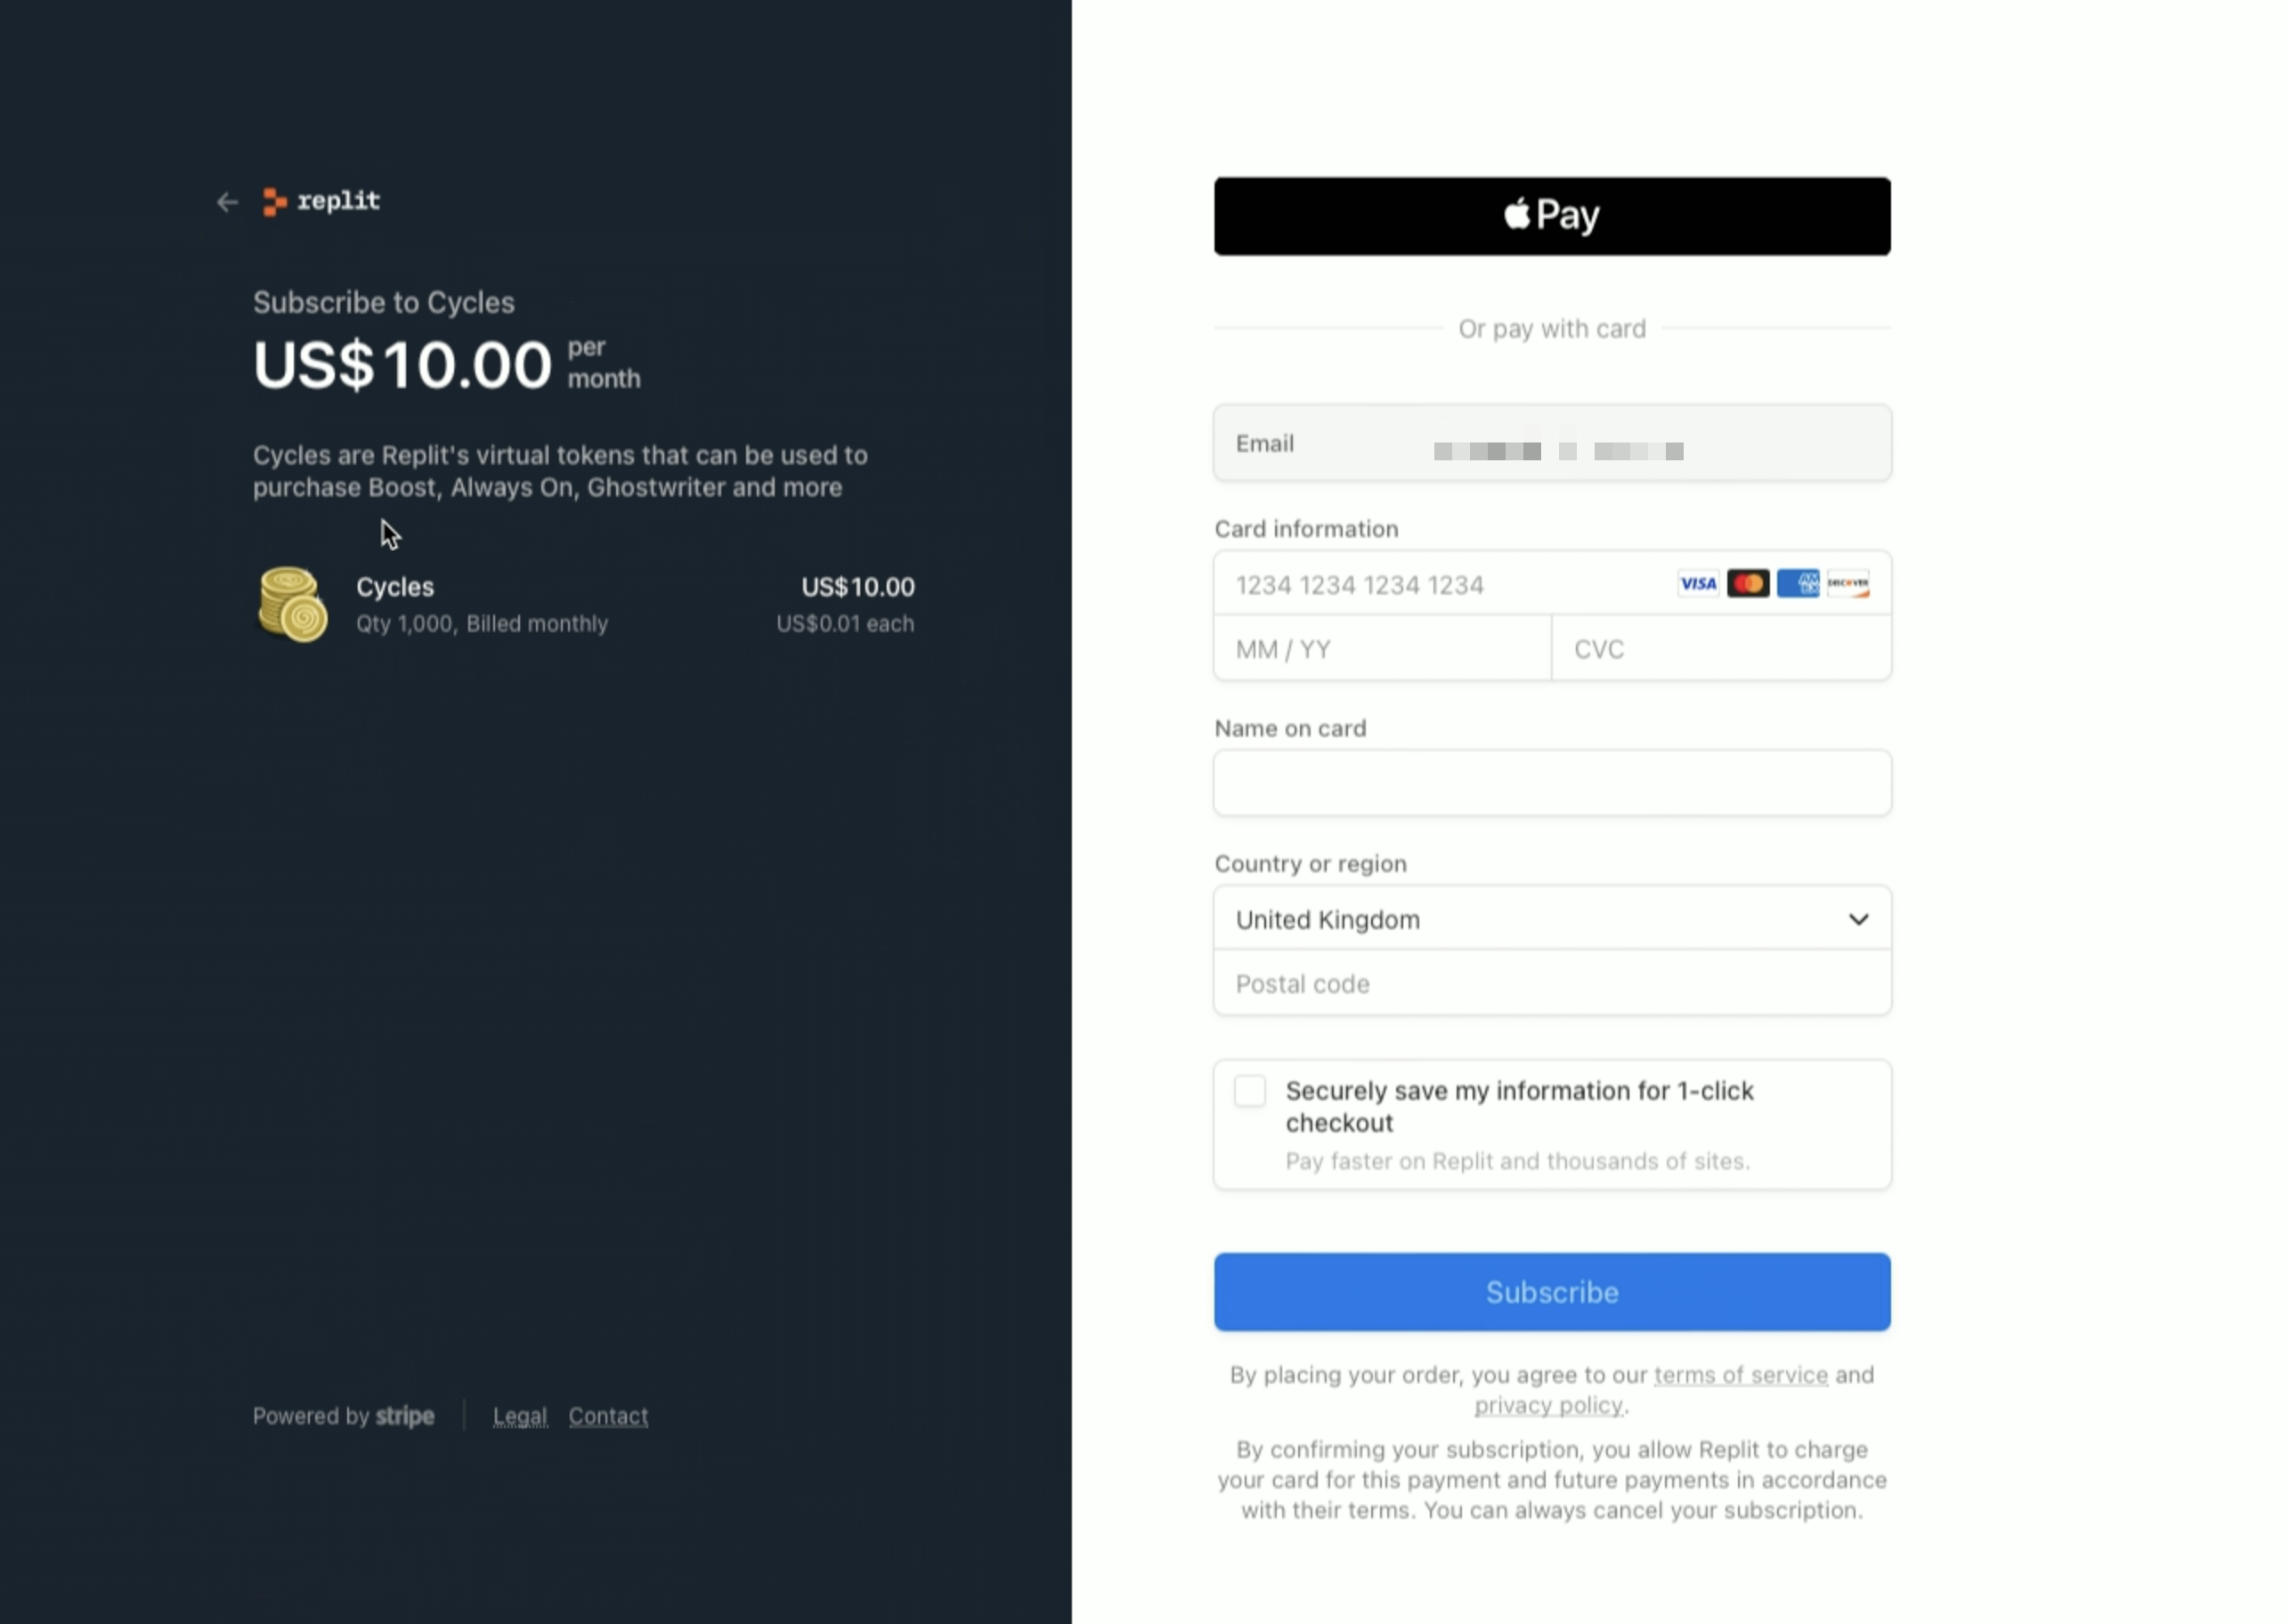 replit
Subscribe to Cycles
US$10.00 per month
Cycles are Replit's virtual tokens that can be used to
purchase Boost, Always On, Ghostwriter and more
Cycles US$10.00
Qty 1,000, Billed monthly US$0.01 each
Powered by stripe Legal Contact
Pay
Or pay with card
Email
Card information
1234 1234 1234 1234 VISA AMEX DISCOVER
MM / YY CVC
Name on card
Country or region
United Kingdom
Postal code
Securely save my information for 1-click
checkout
Pay faster on Replit and thousands of sites.
Subscribe
By placing your order, you agree to our terms of service and
privacy policy.
By confirming your subscription, you allow Replit to charge
your card for this payment and future payments in accordance
with their terms. You can always cancel your subscription.